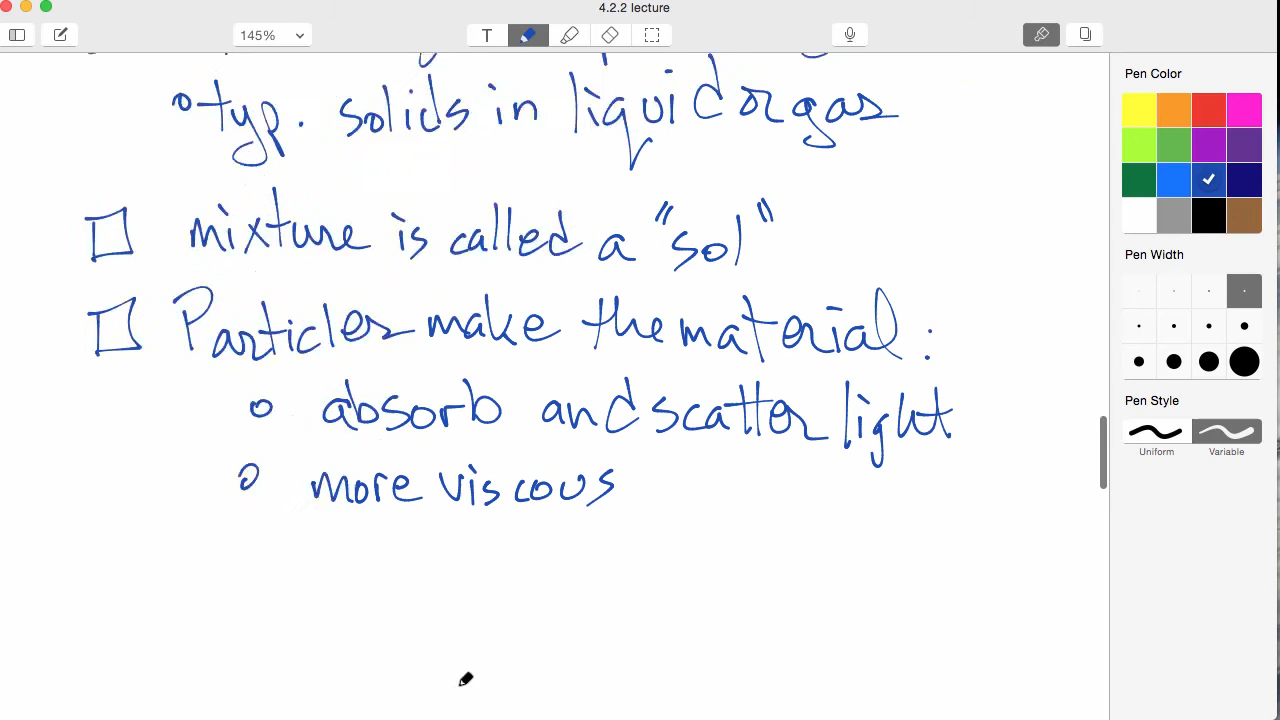 4.2.2 lecture
145%
T
typ. solids in liquid or gas
mixture is called a "sol"
Particles make the material:
absorb and scatter light
more viscous
Pen Color
Pen Width
Pen Style
Uniform Variable